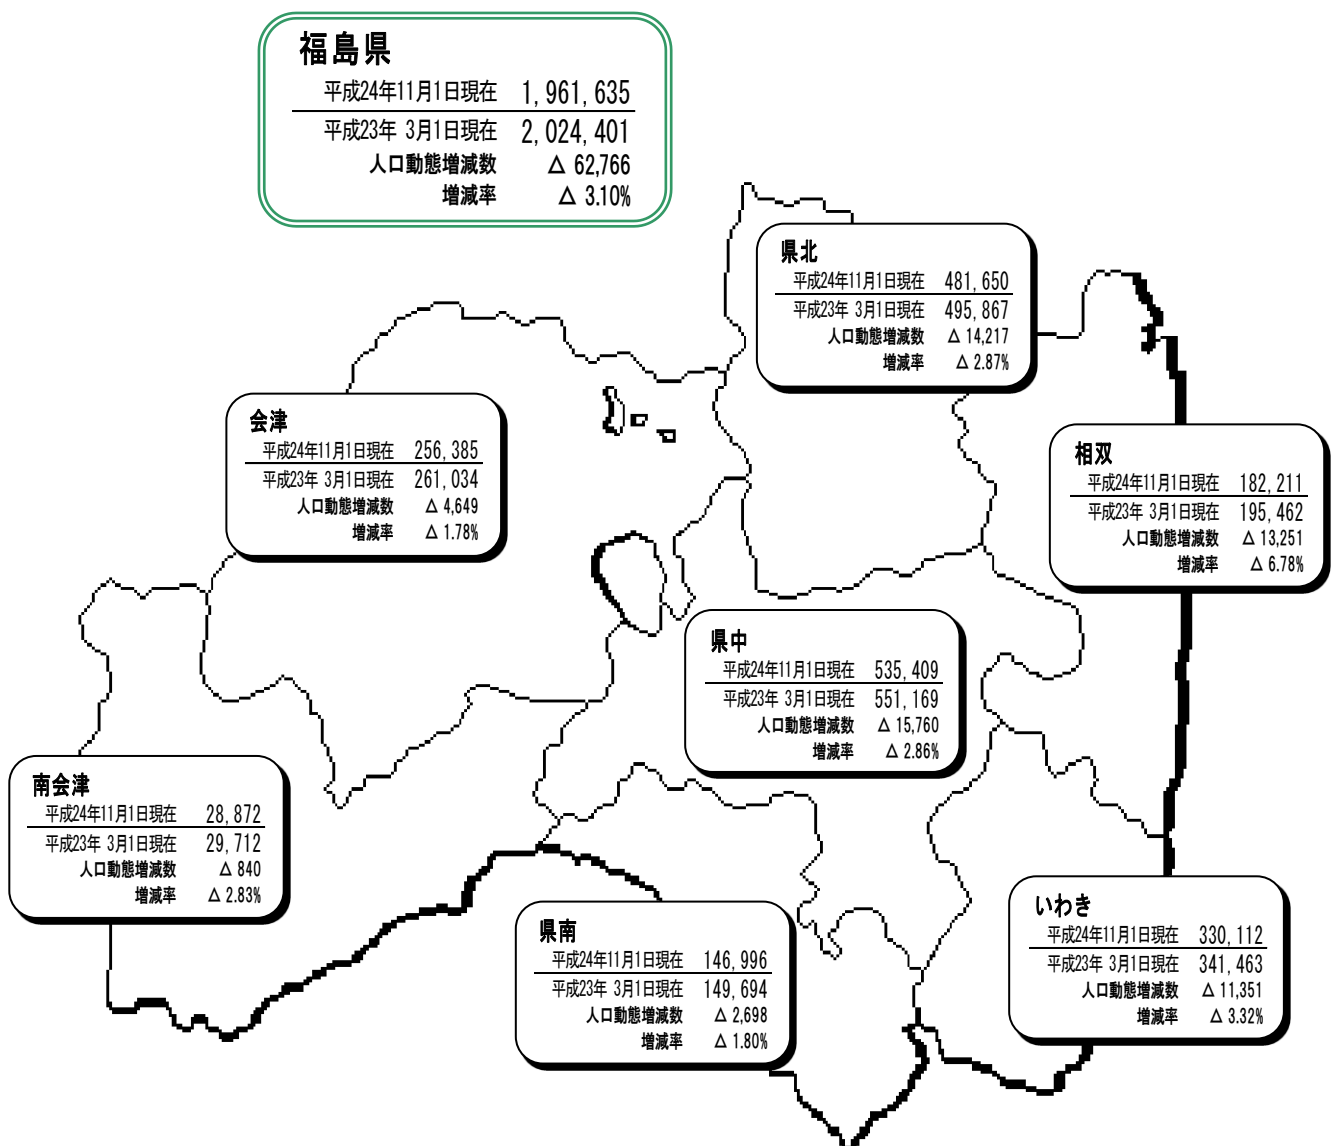 福島県
平成24年11月1日現在 1,961,635
平成23年 3月1日現在 2,024,401
人口動態増減数 △ 62,766
増減率 △ 3.10%
県北
平成24年11月1日現在 481,650
平成23年 3月1日現在 495,867
人口動態増減数 △ 14,217
増減率 △ 2.87%
会津
平成24年11月1日現在 256,385
平成23年 3月1日現在 261,034
人口動態増減数 △ 4,649
増減率 △ 1.78%
相双
平成24年11月1日現在 182,211
平成23年 3月1日現在 195,462
人口動態増減数 △ 13,251
増減率 △ 6.78%
県中
平成24年11月1日現在 535,409
平成23年 3月1日現在 551,169
人口動態増減数 △ 15,760
増減率 △ 2.86%
南会津
平成24年11月1日現在 28,872
平成23年 3月1日現在 29,712
人口動態増減数 △ 840
増減率 △ 2.83%
県南
平成24年11月1日現在 146,996
平成23年 3月1日現在 149,694
人口動態増減数 △ 2,698
増減率 △ 1.80%
いわき
平成24年11月1日現在 330,112
平成23年 3月1日現在 341,463
人口動態増減数 △ 11,351
増減率 △ 3.32%